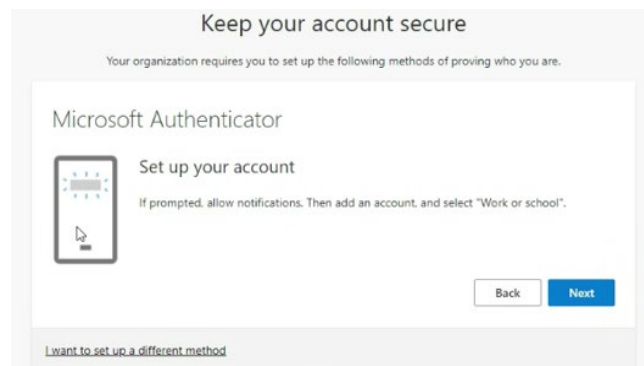 Keep your account secure
Your organization requires you to set up the following methods of proving who you are.
Microsoft Authenticator
Set up your account
If prompted, allow notifications. Then add an account, and select "Work or school".
Back
Next
I want to set up a different method